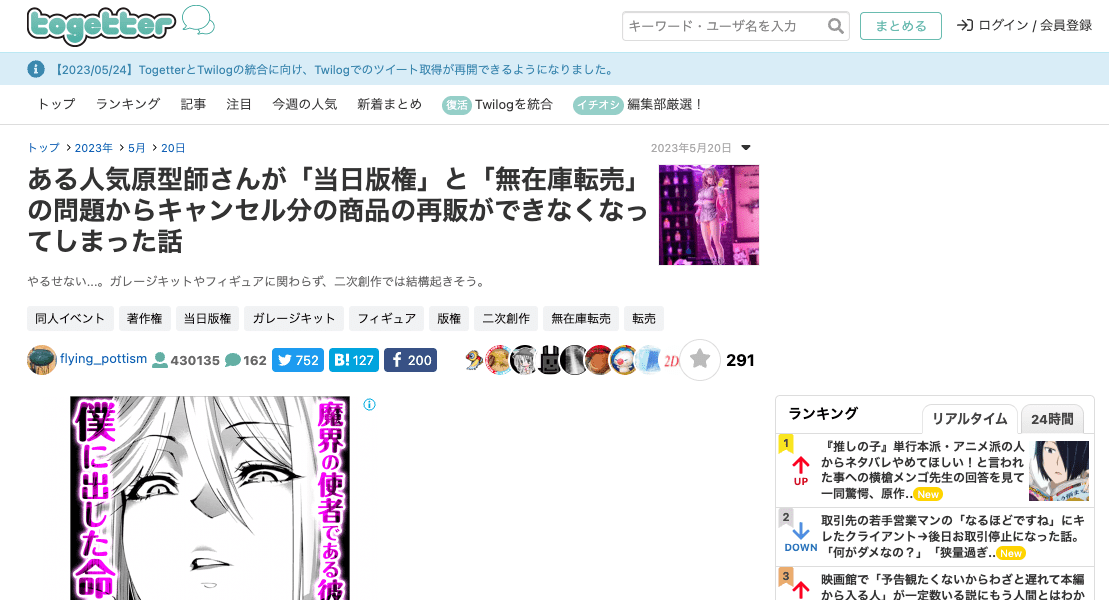 togetter
キーワード・ユーザ名を入力
まとめる
ログイン / 会員登録
【2023/05/24】TogetterとTwilogの統合に向け、Twilogでのツイート取得が再開できるようになりました。
トップ ランキング 記事 注目 今週の人気 新着まとめ 復活 Twilogを統合 イチオシ 編集部厳選！
トップ 2023年 5月 20日
2023年5月20日
ある人気原型師さんが「当日版権」と「無在庫転売」
の問題からキャンセル分の商品の再販ができなくなっ
てしまった話
やるせない...。ガレージキットやフィギュアに関わらず、二次創作では結構起きそう。
同人イベント 著作権 当日版権 ガレージキット フィギュア 版権 二次創作 無在庫転売 転売
flying_pottism 430135 162 752 B! 127 200 2D 291
魔界の使者である彼
僕に出した命
ランキング
リアルタイム
24時間
1
UP
『推しの子』単行本派・アニメ派の人
からネタバレやめてほしい！と言われ
た事への横槍メンゴ先生の回答を見て
一同驚愕、原作.. New
2
DOWN
取引先の若手営業マンの「なるほどですね」にキ
レたクライアント→後日お取引停止になった話。
「何がダメなの？」「狭量過ぎ.. New
3
映画館で「予告観たくないからわざと遅れて本編
から入る人」が一定数いる説にもう人間とはわか